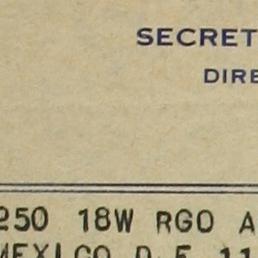 SECRET
DIRE
250 18W RGO A
MEXICO D F 11